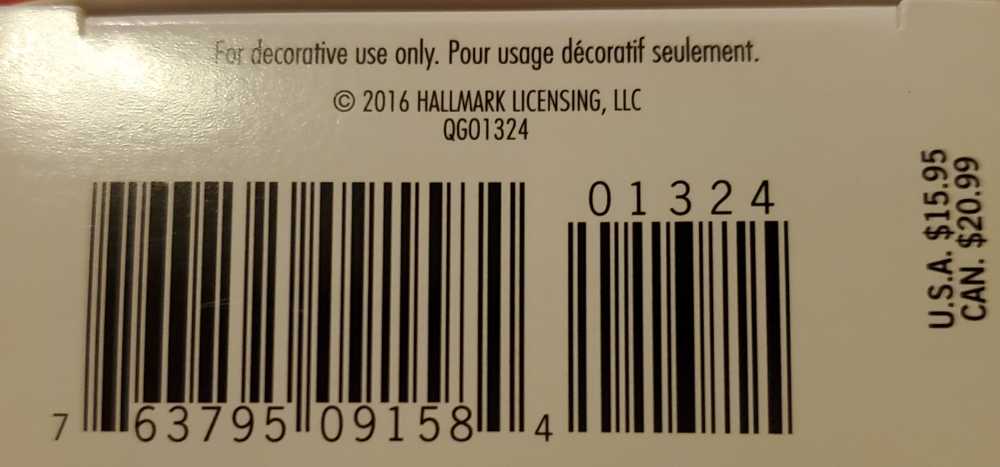 For decorative use only. Pour usage décoratif seulement.
© 2016 HALLMARK LICENSING, LLC
QGO1324
01324
7 63795 09158 4
U.S.A. $15.95
CAN. $20.99